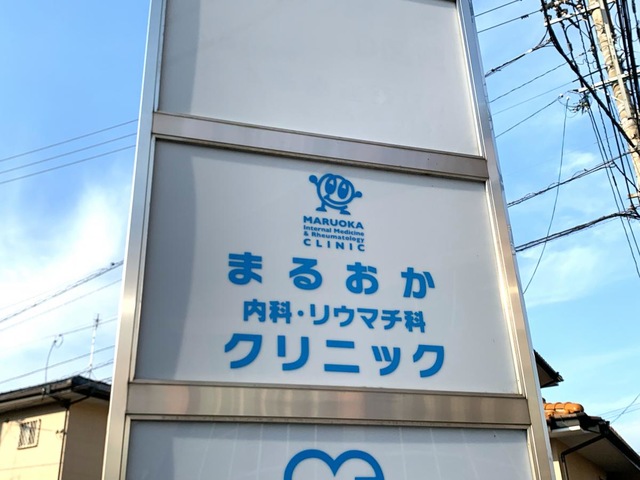 MARUOKA
Internal Medicine
& Rheumatology
CLINIC
まるおか
内科・リウマチ科
クリニック